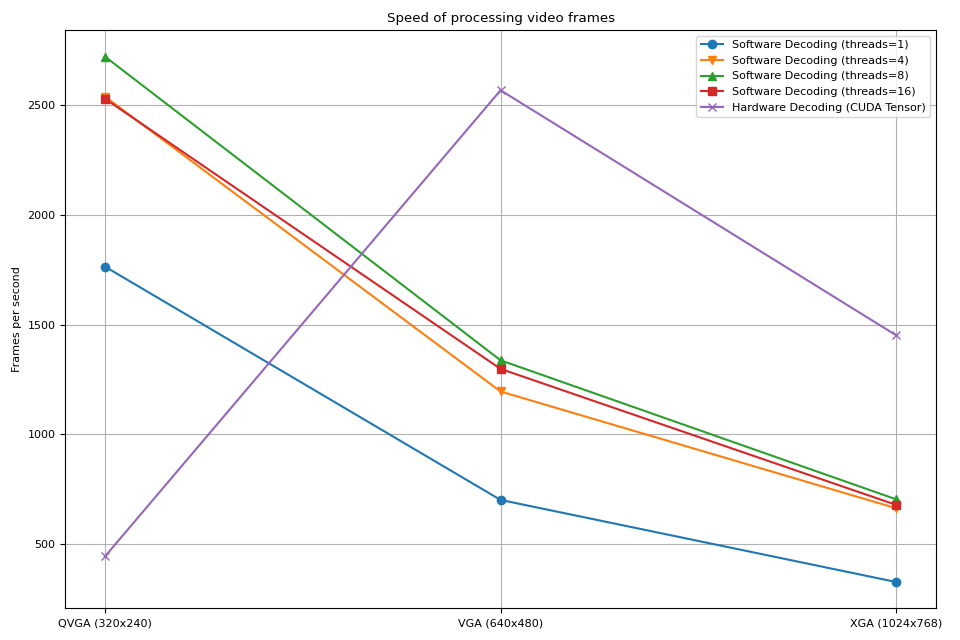 Speed of processing video frames
Software Decoding (threads=1)
Software Decoding (threads=4)
Software Decoding (threads=8)
Software Decoding (threads=16)
Hardware Decoding (CUDA Tensor)
Frames per second
2500
2000
1500
1000
500
QVGA (320x240)
VGA (640x480)
XGA (1024x768)